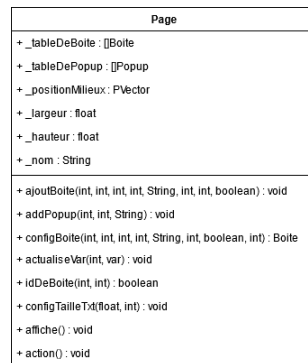 Page
+ _tableDeBoite : []Boite
+ _tableDePopup : []Popup
+ _positionMilieux : PVector
+ _largeur : float
+ _hauteur : float
+ _nom : String
+ ajoutBoite(int, int, int, int, String, int, int, boolean) : void
+ addPopup(int, int, String) : void
+ configBoite(int, int, int, int, String, int, boolean, int) : Boite
+ actualiseVar(int, var) : void
+ idDeBoite(int, int) : boolean
+ configTailleTxt(float, int) : void
+ affiche() : void
+ action() : void